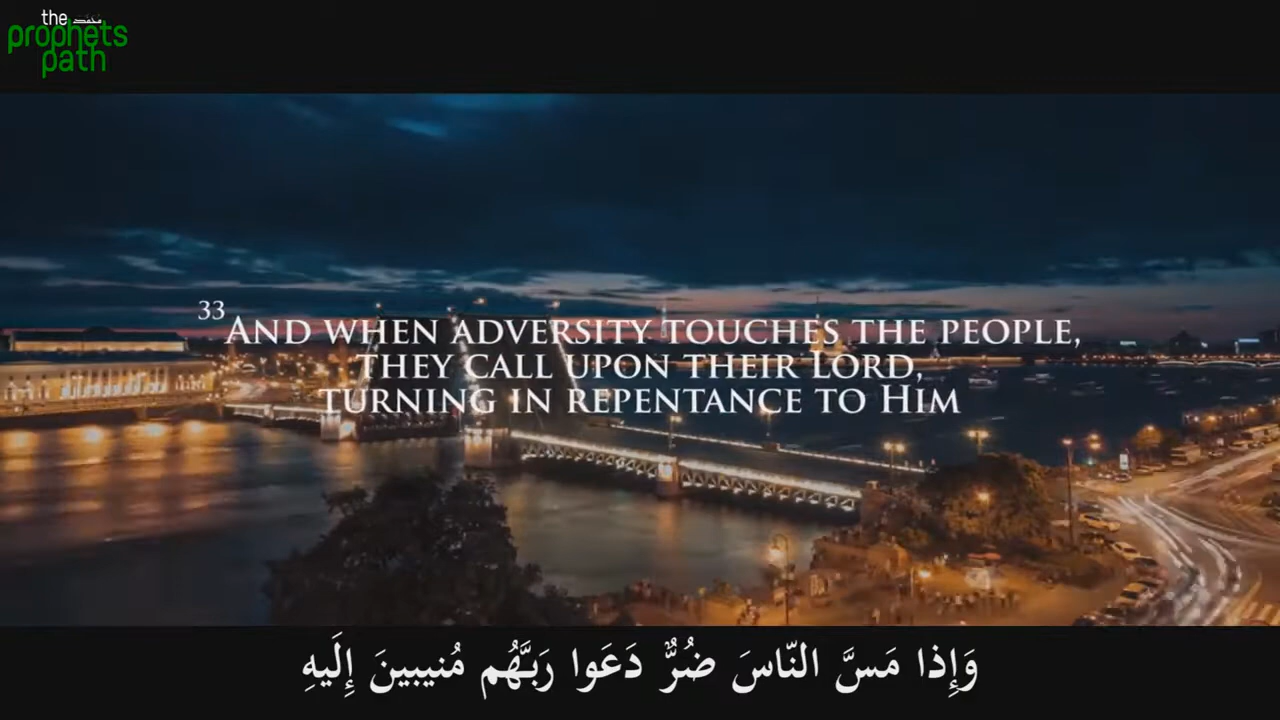 the محمد
prophets
path
33 AND WHEN ADVERSITY TOUCHES THE PEOPLE,
THEY CALL UPON THEIR LORD,
TURNING IN REPENTANCE TO HIM
وَإِذا مَسَّ النّاسَ ضُرٌّ دَعَوا رَبَّهُم مُنيبينَ إِلَيهِ